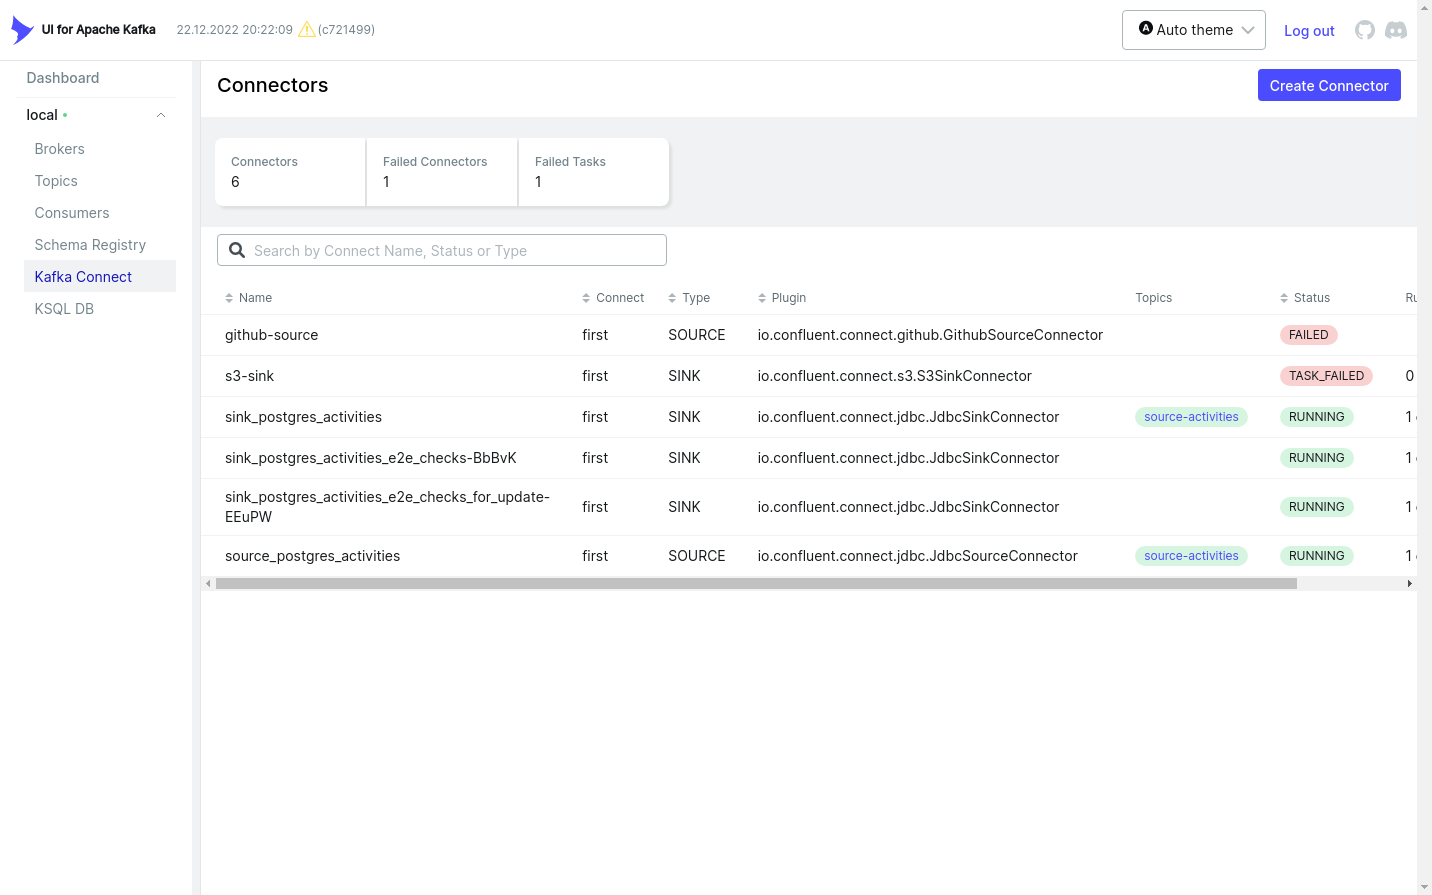 UI for Apache Kafka 22.12.2022 20:22:09 (c721499) A Auto theme Log out
Dashboard
local
Brokers
Topics
Consumers
Schema Registry
Kafka Connect
KSQL DB
Connectors Create Connector
Connectors Failed Connectors Failed Tasks
6 1 1
Search by Connect Name, Status or Type
Name Connect Type Plugin Topics Status
github-source first SOURCE io.confluent.connect.github.GithubSourceConnector FAILED
s3-sink first SINK io.confluent.connect.s3.S3SinkConnector TASK_FAILED 0
sink_postgres_activities first SINK io.confluent.connect.jdbc.JdbcSinkConnector source-activities RUNNING 1
sink_postgres_activities_e2e_checks-BbBvK first SINK io.confluent.connect.jdbc.JdbcSinkConnector RUNNING 1
sink_postgres_activities_e2e_checks_for_update-
EEuPW first SINK io.confluent.connect.jdbc.JdbcSinkConnector RUNNING 1
source_postgres_activities first SOURCE io.confluent.connect.jdbc.JdbcSourceConnector source-activities RUNNING 1